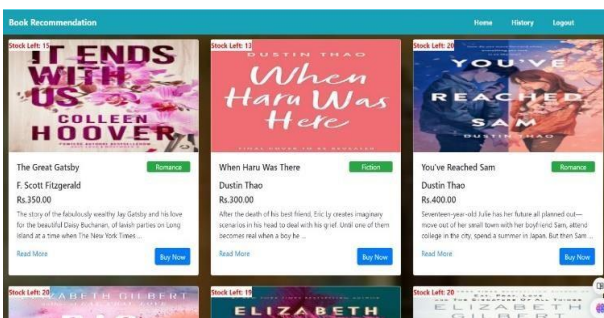 Book Recommendation
Home History Logout
Stock Left: 15
IT ENDS
WITH
US
COLLEEN
HOOVER
The Great Gatsby
Romance
F. Scott Fitzgerald
Rs.350.00
The story of the fabulously wealthy Jay Gatsby and his love
for the beautiful Daisy Buchanan, of lavish parties on Long
Island at a time when The New York Times ...
Read More
Buy Now
Stock Left: 13
DUSTIN THAO
When
Haru Was
Here
When Haru Was There
Fiction
Dustin Thao
Rs.300.00
After the death of his best friend, Eric Ly creates imaginary
scenarios in his head to deal with his grief. Until one of them
becomes real when a boy he ...
Read More
Buy Now
Stock Left: 20
YOU'VE
REACHED
SAM
DUSTIN THAO
You've Reached Sam
Romance
Dustin Thao
Rs.400.00
Seventeen-year-old Julie has her future all planned out—
move out of her small town with her boyfriend Sam, attend
college in the city, spend a summer in Japan. But then Sam ...
Read More
Buy Now
Stock Left: 20
ELIZABETH GILBERT
Stock Left: 19
ELIZABETH
Stock Left: 20
ELIZABETH
GILBERT